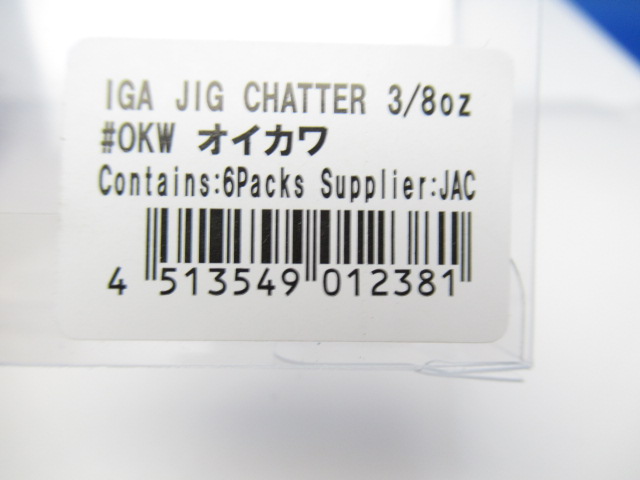 IGA JIG CHATTER 3/8oz
#OKW オイカワ
Contains:6Packs Supplier:JAC
4 513549 012381